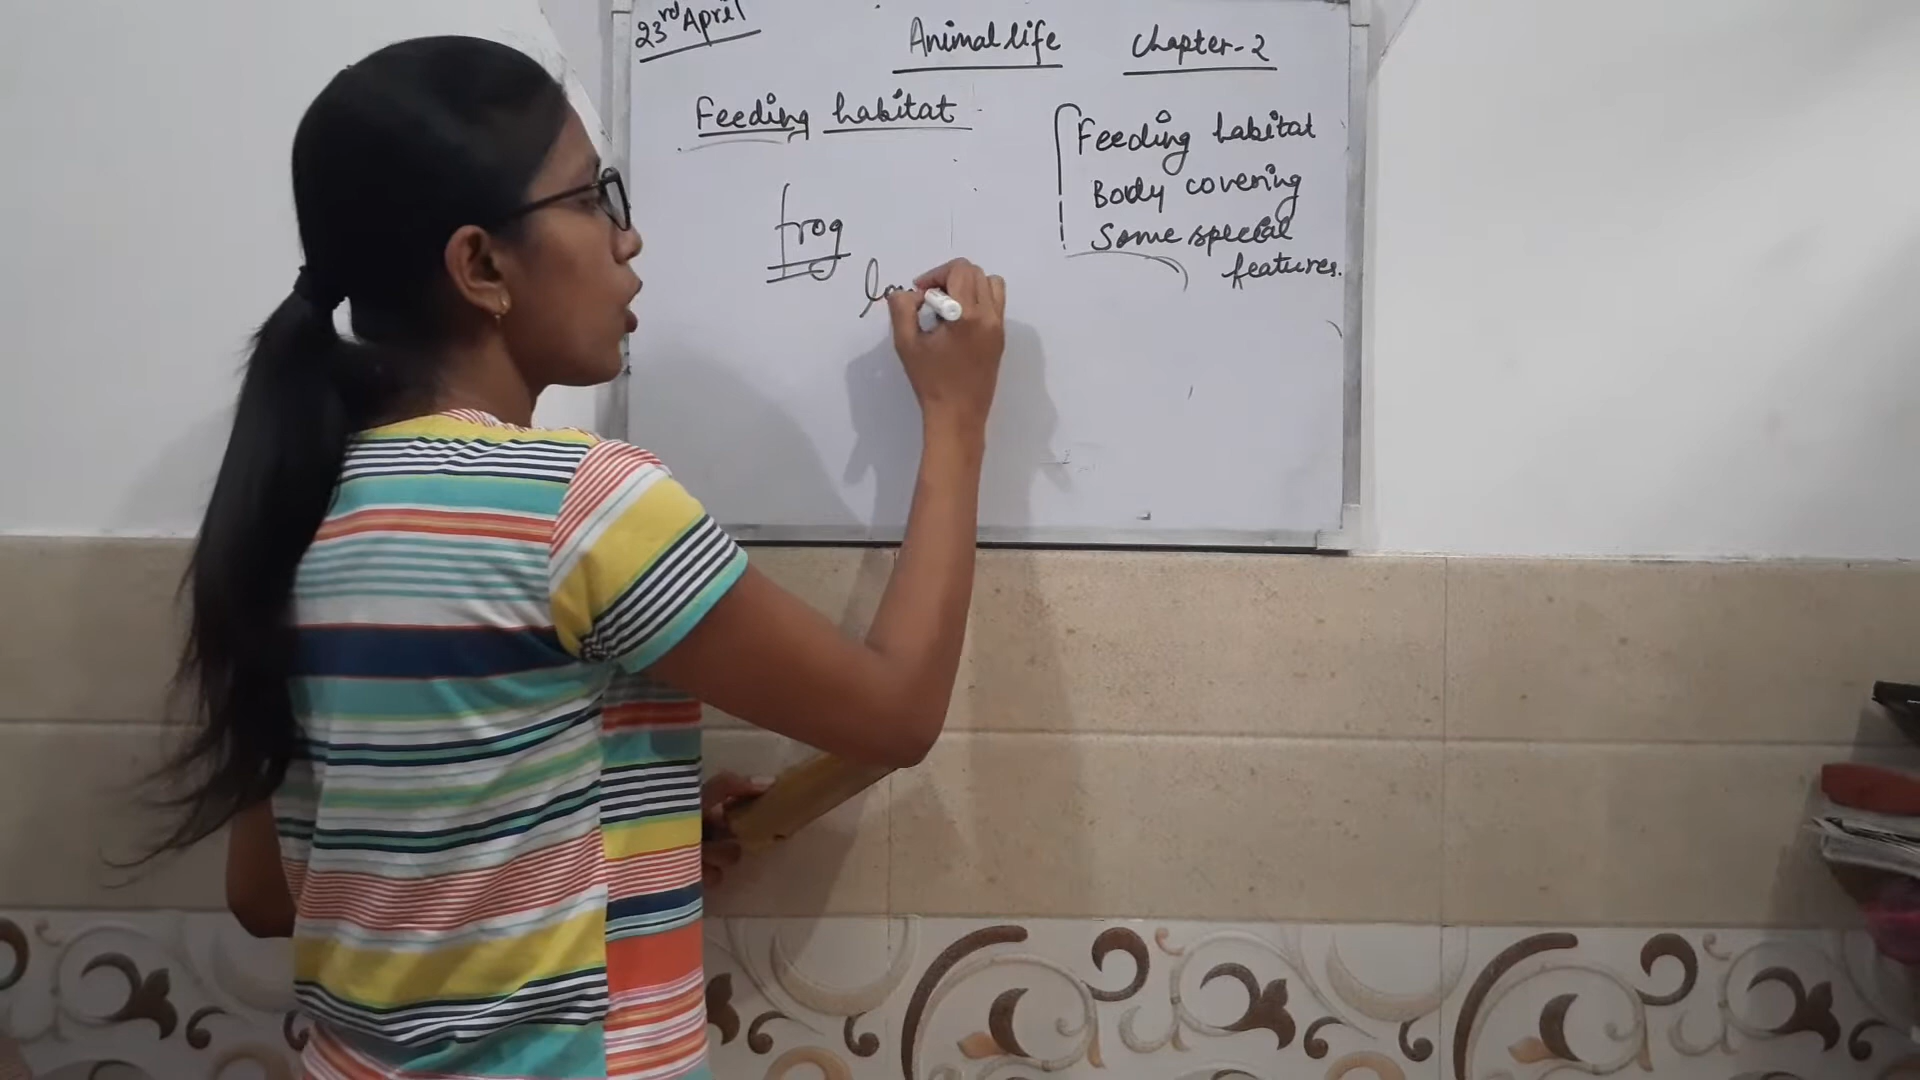 23rd April
Animal life
Chapter-2
Feeding habitat
Feeding habitat
Body covering
Some special
features.
frog